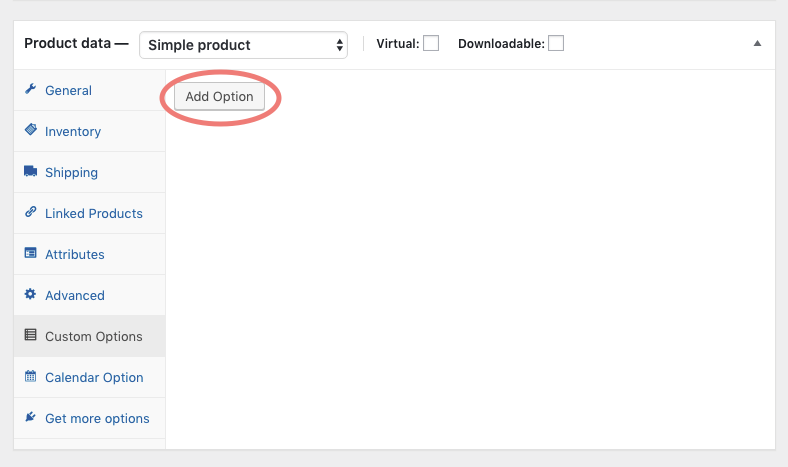 Product data — Simple product Virtual: Downloadable:
General
Add Option
Inventory
Shipping
Linked Products
Attributes
Advanced
Custom Options
Calendar Option
Get more options